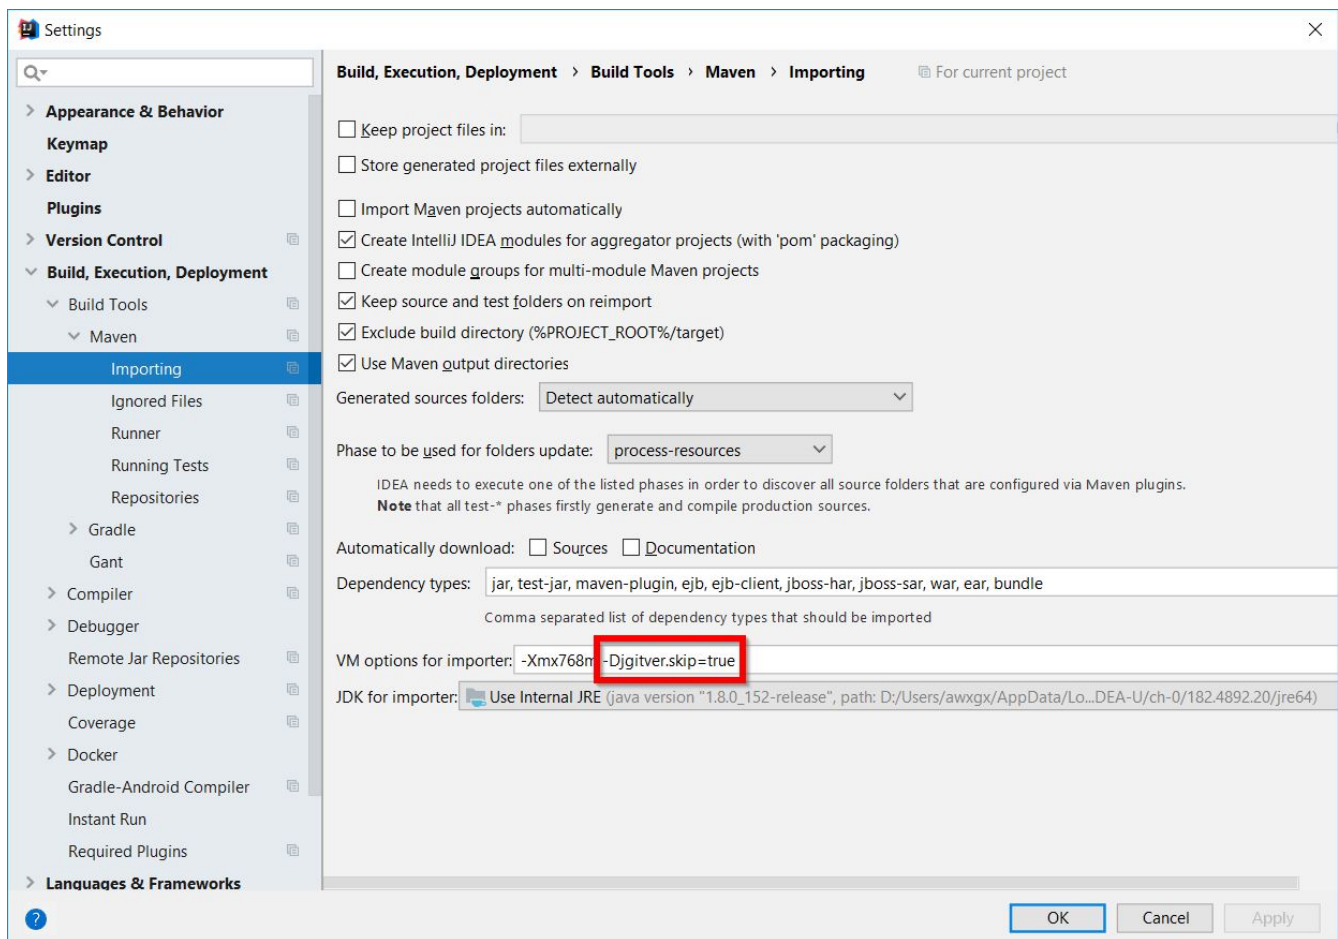 Settings
Appearance & Behavior
Keymap
Editor
Plugins
Version Control
Build, Execution, Deployment
Build Tools
Maven
Importing
Ignored Files
Runner
Running Tests
Repositories
Gradle
Gant
Compiler
Debugger
Remote Jar Repositories
Deployment
Coverage
Docker
Gradle-Android Compiler
Instant Run
Required Plugins
Languages & Frameworks
?
Build, Execution, Deployment › Build Tools › Maven › Importing For current project
Keep project files in:
Store generated project files externally
Import Maven projects automatically
Create IntelliJ IDEA modules for aggregator projects (with 'pom' packaging)
Create module groups for multi-module Maven projects
Keep source and test folders on reimport
Exclude build directory (%PROJECT_ROOT%/target)
Use Maven output directories
Generated sources folders: Detect automatically
Phase to be used for folders update: process-resources
IDEA needs to execute one of the listed phases in order to discover all source folders that are configured via Maven plugins.
Note that all test-* phases firstly generate and compile production sources.
Automatically download: Sources Documentation
Dependency types: jar, test-jar, maven-plugin, ejb, ejb-client, jboss-har, jboss-sar, war, ear, bundle
Comma separated list of dependency types that should be imported
VM options for importer: -Xmx768m -Djgitver.skip=true
JDK for importer: Use Internal JRE (java version "1.8.0_152-release", path: D:/Users/awxgx/AppData/Lo...DEA-U/ch-0/182.4892.20/jre64)
OK Cancel Apply